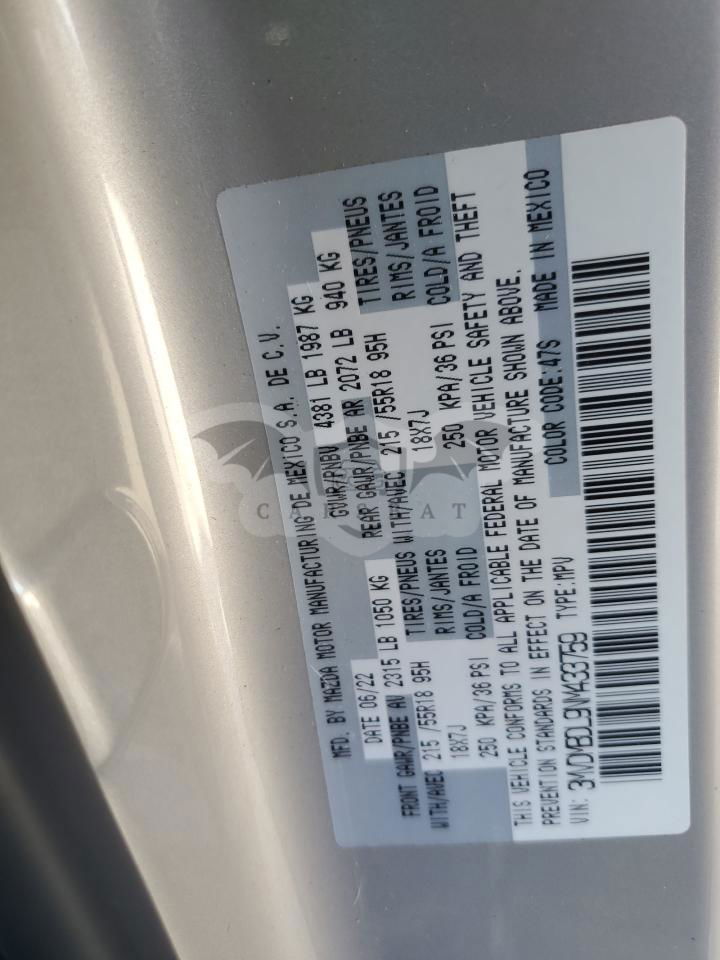 MFD. BY MAZDA MOTOR MANUFACTURING DE MEXICO S.A. DE C.V.
DATE 06/22 GVWR/PNBV 4381 LB 1987 KG
FRONT GAWR/PNBE AV 2315 LB 1050 KG REAR GAWR/PNBE AR 2072 LB 940 KG
WITH/AVEC 215 /55R18 95H TIRES/PNEUS WITH/AVEC 215 /55R18 95H TIRES/PNEUS
18X7J RIMS/JANTES 18X7J RIMS/JANTES
250 KPA/36 PSI COLD/A FROID 250 KPA/36 PSI COLD/A FROID
THIS VEHICLE CONFORMS TO ALL APPLICABLE FEDERAL MOTOR VEHICLE SAFETY AND THEFT
PREVENTION STANDARDS IN EFFECT ON THE DATE OF MANUFACTURE SHOWN ABOVE.
VIN: 3MVDMBDL9NM433759 TYPE:MPV COLOR CODE:47S MADE IN MEXICO